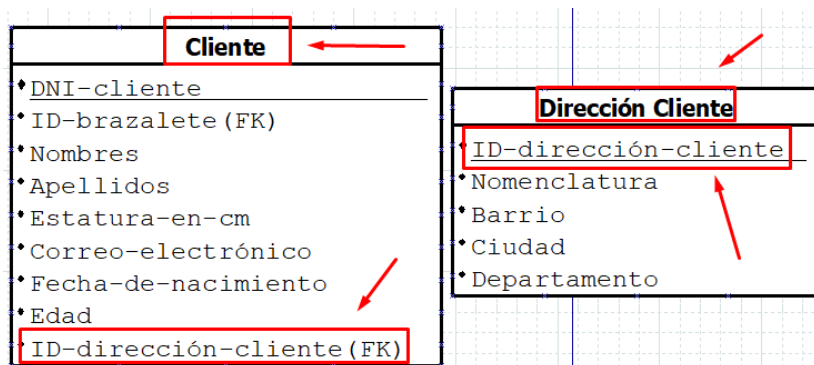 Cliente
DNI-cliente
ID-brazalete(FK)
Nombres
Apellidos
Estatura-en-cm
Correo-electrónico
Fecha-de-nacimiento
Edad
ID-dirección-cliente(FK)
Dirección Cliente
ID-dirección-cliente
Nomenclatura
Barrio
Ciudad
Departamento